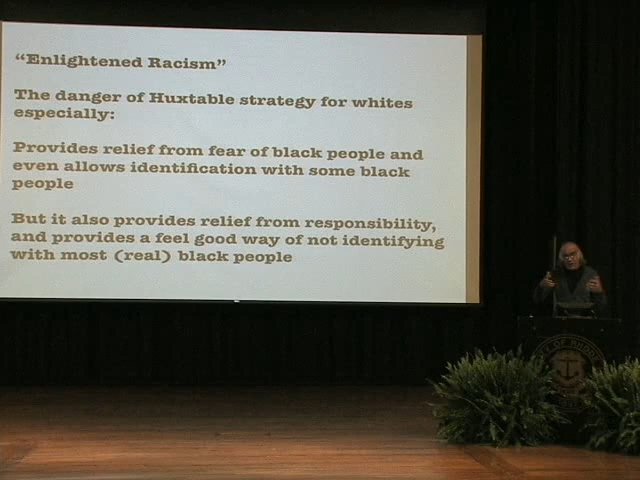 “Enlightened Racism”
The danger of Huxtable strategy for whites
especially:
Provides relief from fear of black people and
even allows identification with some black
people
But it also provides relief from responsibility,
and provides a feel good way of not identifying
with most (real) black people
OF RHODE